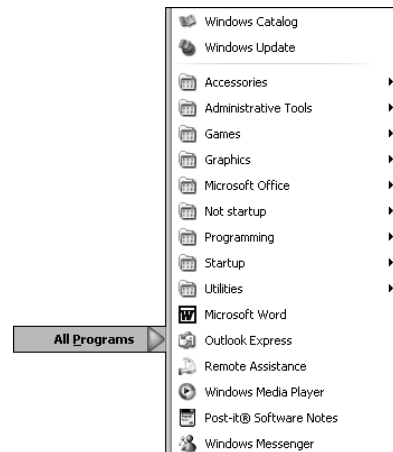 Windows Catalog
Windows Update
Accessories
Administrative Tools
Games
Graphics
Microsoft Office
Not startup
Programming
Startup
Utilities
Microsoft Word
All Programs
Outlook Express
Remote Assistance
Windows Media Player
Post-it® Software Notes
Windows Messenger